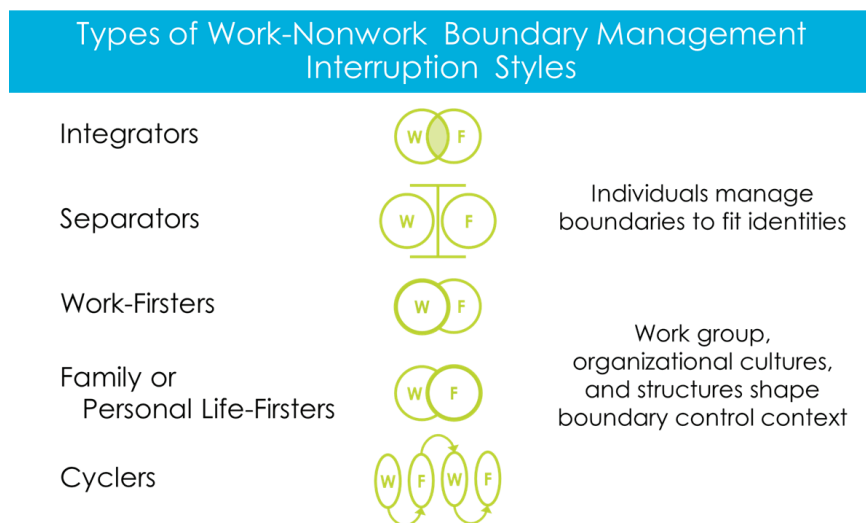 Types of Work-Nonwork Boundary Management
Interruption Styles
Integrators
W F
Separators
W F
Individuals manage
boundaries to fit identities
Work-Firsters
W F
Family or
Personal Life-Firsters
W F
Work group,
organizational cultures,
and structures shape
boundary control context
Cyclers
W F W F